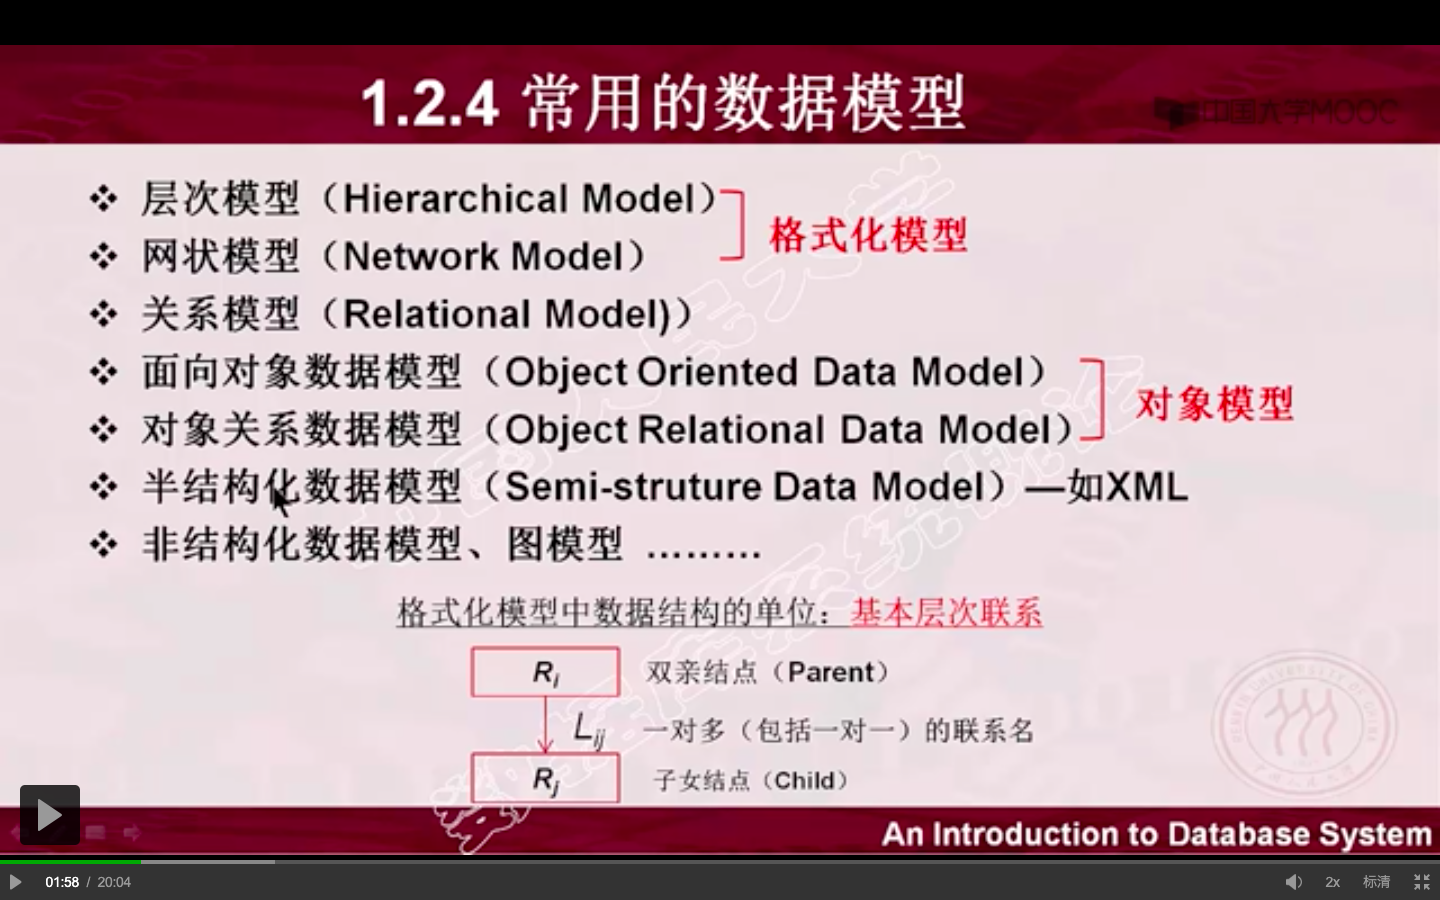 1.2.4 常用的数据模型
中国大学MOOC
层次模型（Hierarchical Model）
网状模型（Network Model）
格式化模型
关系模型（Relational Model)）
面向对象数据模型（Object Oriented Data Model）
对象关系数据模型（Object Relational Data Model）
对象模型
半结构化数据模型（Semi-struture Data Model）—如XML
非结构化数据模型、图模型 ………
格式化模型中数据结构的单位：基本层次联系
Ri 双亲结点（Parent）
Lij 一对多（包括一对一）的联系名
Rj 子女结点（Child）
An Introduction to Database System
01:58 / 20:04
2x 标清